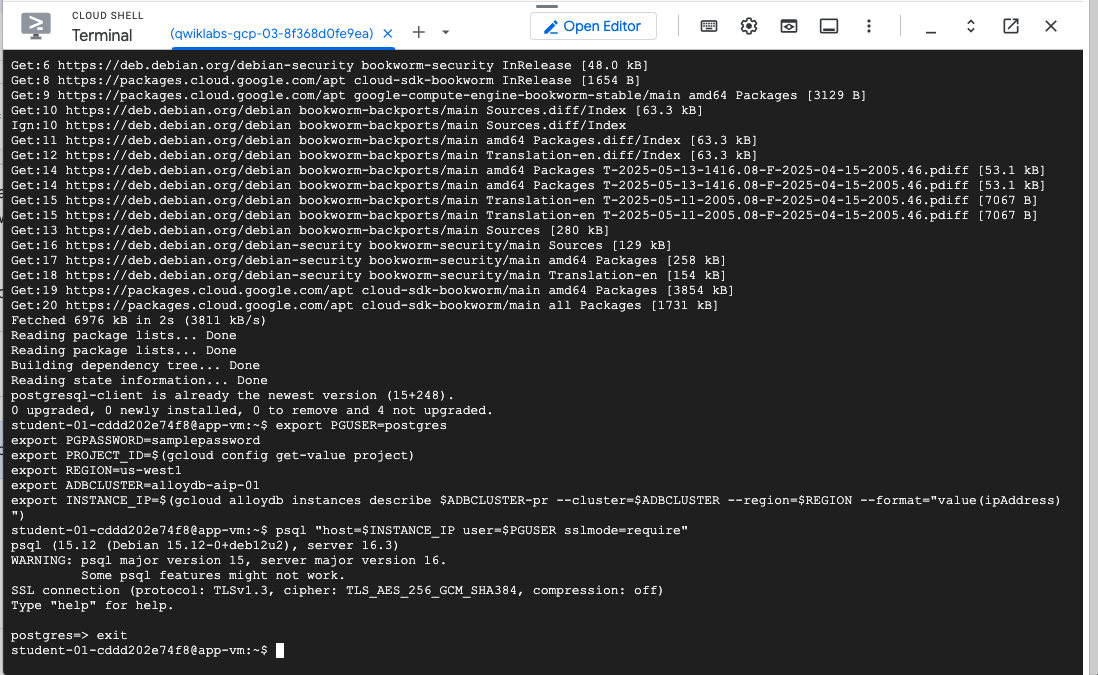 CLOUD SHELL
Terminal
(qwiklabs-gcp-03-8f368d0fe9ea)
Open Editor
Get:6 https://deb.debian.org/debian-security bookworm-security InRelease [48.0 kB]
Get:8 https://packages.cloud.google.com/apt cloud-sdk-bookworm InRelease [1654 B]
Get:9 https://packages.cloud.google.com/apt google-compute-engine-bookworm-stable/main amd64 Packages [3129 B]
Get:10 https://deb.debian.org/debian bookworm-backports/main Sources.diff/Index [63.3 kB]
Ign:10 https://deb.debian.org/debian bookworm-backports/main Sources.diff/Index
Get:11 https://deb.debian.org/debian bookworm-backports/main amd64 Packages.diff/Index [63.3 kB]
Get:12 https://deb.debian.org/debian bookworm-backports/main Translation-en.diff/Index [63.3 kB]
Get:14 https://deb.debian.org/debian bookworm-backports/main amd64 Packages T-2025-05-13-1416.08-F-2025-04-15-2005.46.pdiff [53.1 kB]
Get:14 https://deb.debian.org/debian bookworm-backports/main amd64 Packages T-2025-05-13-1416.08-F-2025-04-15-2005.46.pdiff [53.1 kB]
Get:15 https://deb.debian.org/debian bookworm-backports/main Translation-en T-2025-05-11-2005.08-F-2025-04-15-2005.46.pdiff [7067 B]
Get:15 https://deb.debian.org/debian bookworm-backports/main Translation-en T-2025-05-11-2005.08-F-2025-04-15-2005.46.pdiff [7067 B]
Get:13 https://deb.debian.org/debian bookworm-backports/main Sources [280 kB]
Get:16 https://deb.debian.org/debian-security bookworm-security/main Sources [129 kB]
Get:17 https://deb.debian.org/debian-security bookworm-security/main amd64 Packages [258 kB]
Get:18 https://deb.debian.org/debian-security bookworm-security/main Translation-en [154 kB]
Get:19 https://packages.cloud.google.com/apt cloud-sdk-bookworm/main amd64 Packages [3854 kB]
Get:20 https://packages.cloud.google.com/apt cloud-sdk-bookworm/main all Packages [1731 kB]
Fetched 6976 kB in 2s (3811 kB/s)
Reading package lists... Done
Reading package lists... Done
Building dependency tree... Done
Reading state information... Done
postgresql-client is already the newest version (15+248).
0 upgraded, 0 newly installed, 0 to remove and 4 not upgraded.
student-01-cddd202e74f8@app-vm:~$ export PGUSER=postgres
export PGPASSWORD=samplepassword
export PROJECT_ID=$(gcloud config get-value project)
export REGION=us-west1
export ADBCLUSTER=alloydb-aip-01
export INSTANCE_IP=$(gcloud alloydb instances describe $ADBCLUSTER-pr --cluster=$ADBCLUSTER --region=$REGION --format="value(ipAddress)
")
student-01-cddd202e74f8@app-vm:~$ psql "host=$INSTANCE_IP user=$PGUSER sslmode=require"
psql (15.12 (Debian 15.12-0+deb12u2), server 16.3)
WARNING: psql major version 15, server major version 16.
Some psql features might not work.
SSL connection (protocol: TLSv1.3, cipher: TLS_AES_256_GCM_SHA384, compression: off)
Type "help" for help.
postgres=> exit
student-01-cddd202e74f8@app-vm:~$